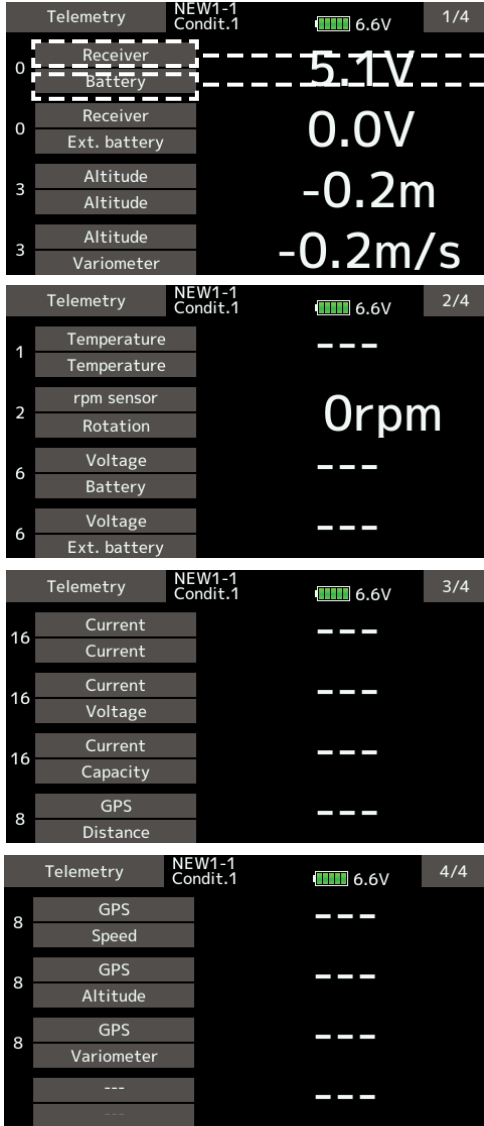 Telemetry NEW1-1 Condit.1 6.6V 1/4
0 Receiver Battery 5.1V
0 Receiver Ext. battery 0.0V
3 Altitude Altitude -0.2m
3 Altitude Variometer -0.2m/s
Telemetry NEW1-1 Condit.1 6.6V 2/4
1 Temperature Temperature ---
2 rpm sensor Rotation 0rpm
6 Voltage Battery ---
6 Voltage Ext. battery ---
Telemetry NEW1-1 Condit.1 6.6V 3/4
16 Current Current ---
16 Current Voltage ---
16 Current Capacity ---
8 GPS Distance ---
Telemetry NEW1-1 Condit.1 6.6V 4/4
8 GPS Speed ---
8 GPS Altitude ---
8 GPS Variometer ---
--- --- ---